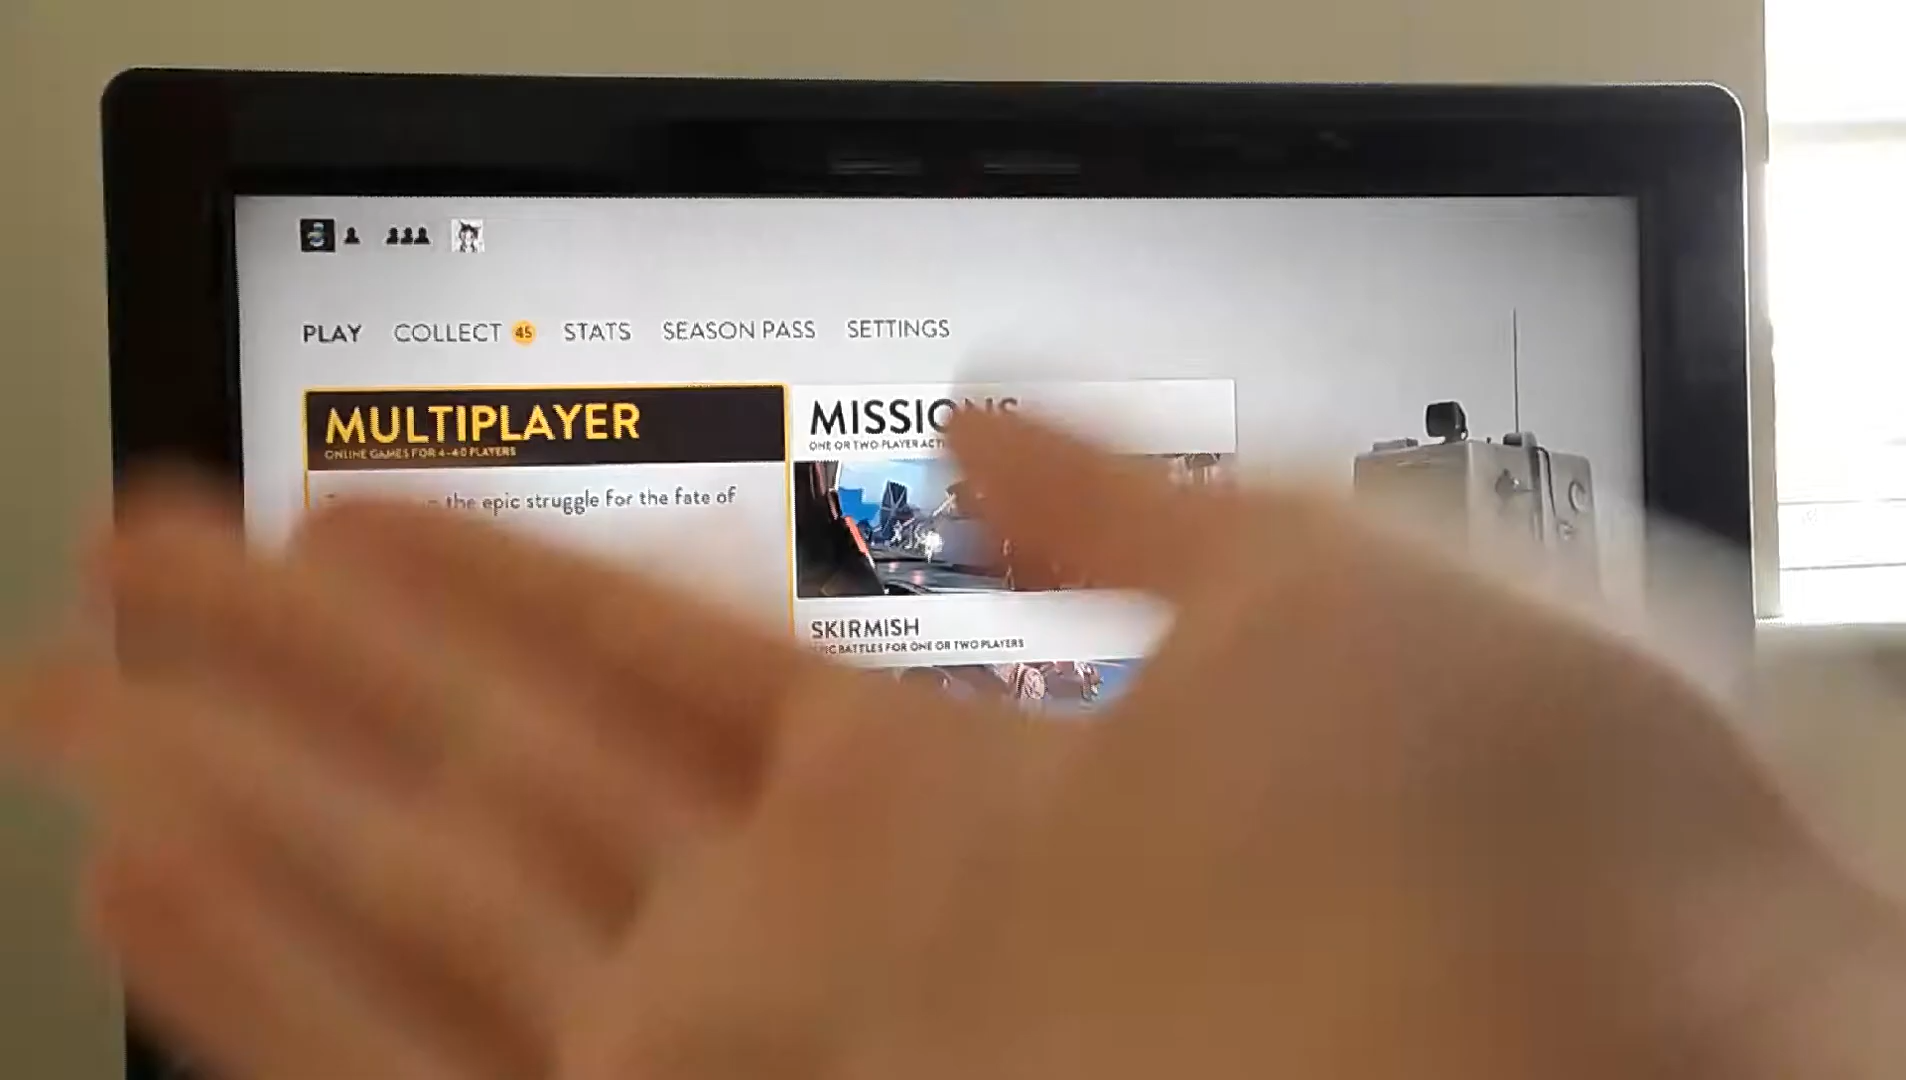 PLAY COLLECT 45 STATS SEASON PASS SETTINGS
MULTIPLAYER
ONLINE GAMES FOR 4-40 PLAYERS
the epic struggle for the fate of
MISSIONS
ONE OR TWO PLAYER
SKIRMISH
EPIC BATTLES FOR ONE OR TWO PLAYERS